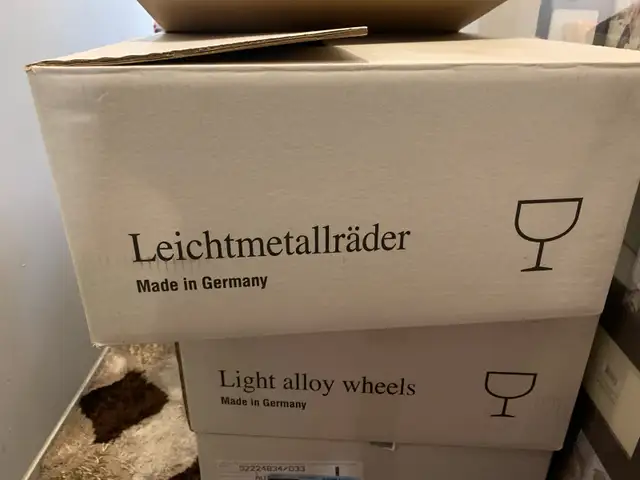 Leichtmetallräder
Made in Germany
Light alloy wheels
Made in Germany